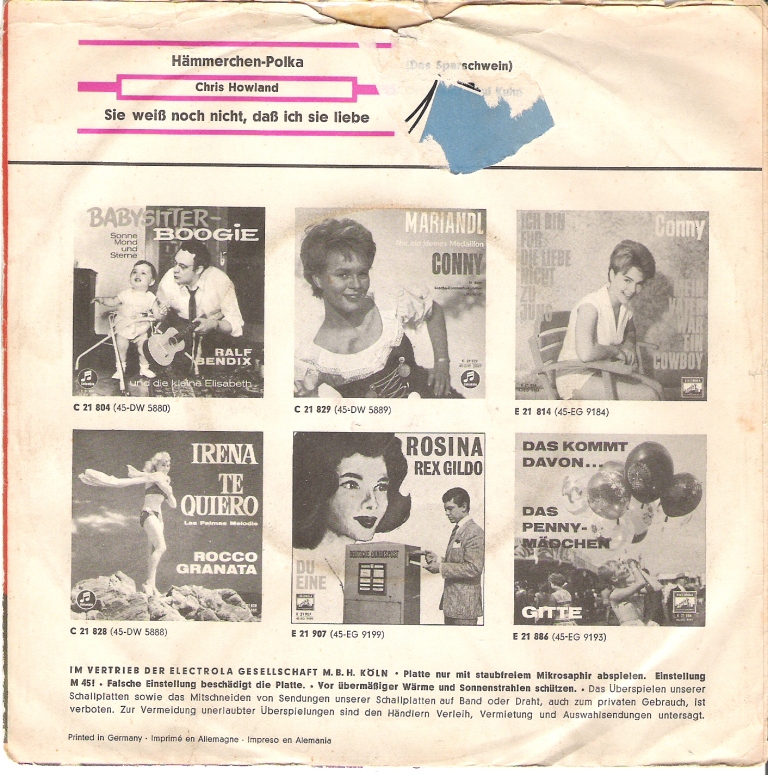 Hämmerchen-Polka
Chris Howland
Sie weiß noch nicht, daß ich sie liebe
(Das Sparschwein)
BABYSITTER-
BOOGIE
Sonne
Mond
und
Sterne
RALF
BENDIX
und die kleine Elisabeth
C 21 804 (45-DW 5880)
MARIANDL
CONNY
C 21 829 (45-DW 5889)
ICH BIN
FÜR
DIE LIEBE
NICHT
ZU
JUNG
Conny
COWBOY
E 21 814 (45-EG 9184)
IRENA
TE
QUIERO
Las Palmas Melodie
ROCCO
GRANATA
C 21 828 (45-DW 5888)
ROSINA
REX GILDO
DEUTSCHE BUNDESPOST
DU
EINE
E 21 907 (45-EG 9199)
DAS KOMMT
DAVON...
DAS
PENNY-
MÄDCHEN
GITTE
E 21 886 (45-EG 9193)
IM VERTRIEB DER ELECTROLA GESELLSCHAFT M. B. H. KÖLN • Platte nur mit staubfreiem Mikrosaphir abspielen. Einstellung
M 45! • Falsche Einstellung beschädigt die Platte. • Vor übermäßiger Wärme und Sonnenstrahlen schützen. • Das Überspielen unserer
Schallplatten sowie das Mitschneiden von Sendungen unserer Schallplatten auf Band oder Draht, auch zum privaten Gebrauch, ist
verboten. Zur Vermeidung unerlaubter Überspielungen sind den Händlern Verleih, Vermietung und Auswahlsendungen untersagt.
Printed in Germany · Imprimé en Allemagne · Impreso en Alemania